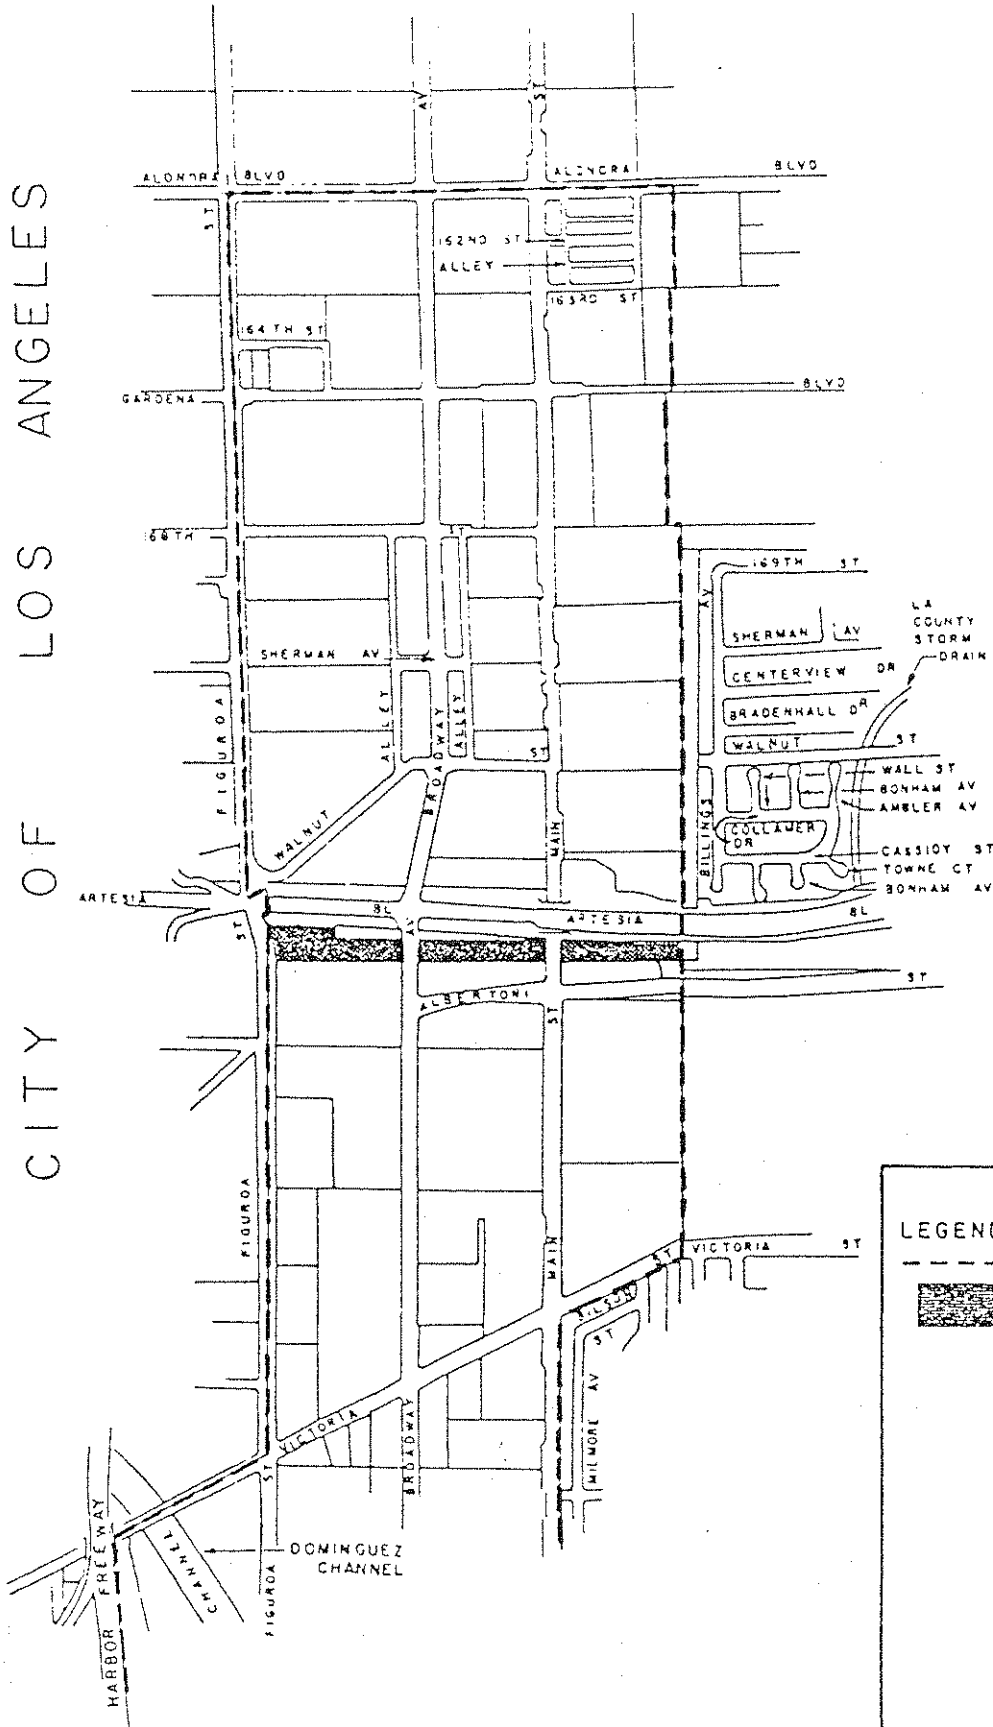 CITY OF LOS ANGELES
AV
ST
ALONDRA BLVD
ALONDRA BLVD
ST
162ND ST
ALLEY
163RD ST
164TH ST
GARDENA BLVD
168TH ST
169TH ST
AV
SHERMAN AV
CENTERVIEW DR
BRADENHALL DR
WALNUT ST
LA
COUNTY
STORM
DRAIN
SHERMAN AV
FIGUROA
ALLEY
BROADWAY
ALLEY
ST
WALNUT
MAIN
BILLINGS
WALL ST
BONHAM AV
AMBLER AV
COLLAMER
DR
CASSIDY ST
TOWNE CT
BONHAM AV
ARTESIA BL
ARTESIA BL
ST
AV
ALBERTONI ST
ST
FIGUROA
MAIN
VICTORIA ST
ST
LEGEND
ST
MILMORE AV
VICTORIA
BROADWAY
ST
HARBOR FREEWAY
CHANNEL
DOMINGUEZ
CHANNEL
FIGUROA